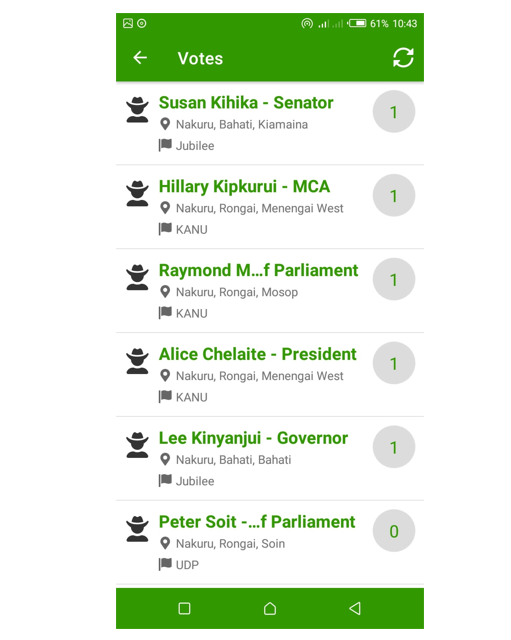 61% 10:43
Votes
Susan Kihika - Senator
Nakuru, Bahati, Kiamaina
Jubilee
1
Hillary Kipkurui - MCA
Nakuru, Rongai, Menengai West
KANU
1
Raymond M...f Parliament
Nakuru, Rongai, Mosop
KANU
1
Alice Chelaite - President
Nakuru, Rongai, Menengai West
KANU
1
Lee Kinyanjui - Governor
Nakuru, Bahati, Bahati
Jubilee
1
Peter Soit -...f Parliament
Nakuru, Rongai, Soin
UDP
0